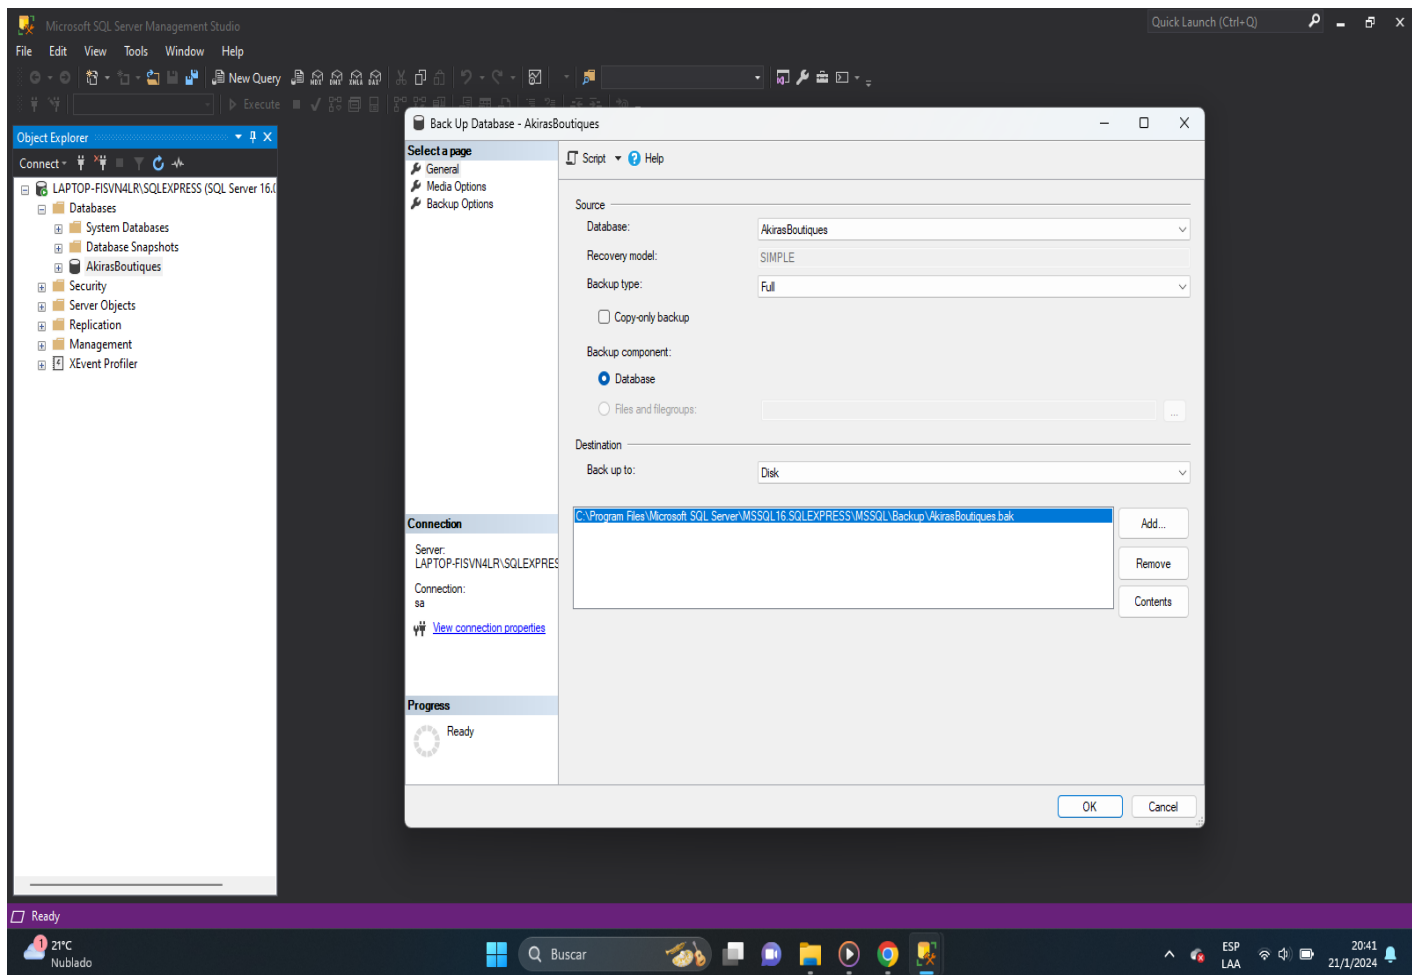 Microsoft SQL Server Management Studio
Quick Launch (Ctrl+Q)
File Edit View Tools Window Help
New Query
Execute
Object Explorer
Connect
LAPTOP-FISVN4LR\SQLEXPRESS (SQL Server 16.0
Databases
System Databases
Database Snapshots
AkirasBoutiques
Security
Server Objects
Replication
Management
XEvent Profiler
Back Up Database - AkirasBoutiques
Select a page
General
Media Options
Backup Options
Script Help
Source
Database: AkirasBoutiques
Recovery model: SIMPLE
Backup type: Full
Copy-only backup
Backup component:
Database
Files and filegroups:
...
Destination
Back up to: Disk
C:\Program Files\Microsoft SQL Server\MSSQL16.SQLEXPRESS\MSSQL\Backup\AkirasBoutiques.bak
Add...
Remove
Contents
Connection
Server:
LAPTOP-FISVN4LR\SQLEXPRES
Connection:
sa
View connection properties
Progress
Ready
OK Cancel
Ready
1
21°C
Nublado
Buscar
ESP
LAA
20:41
21/1/2024